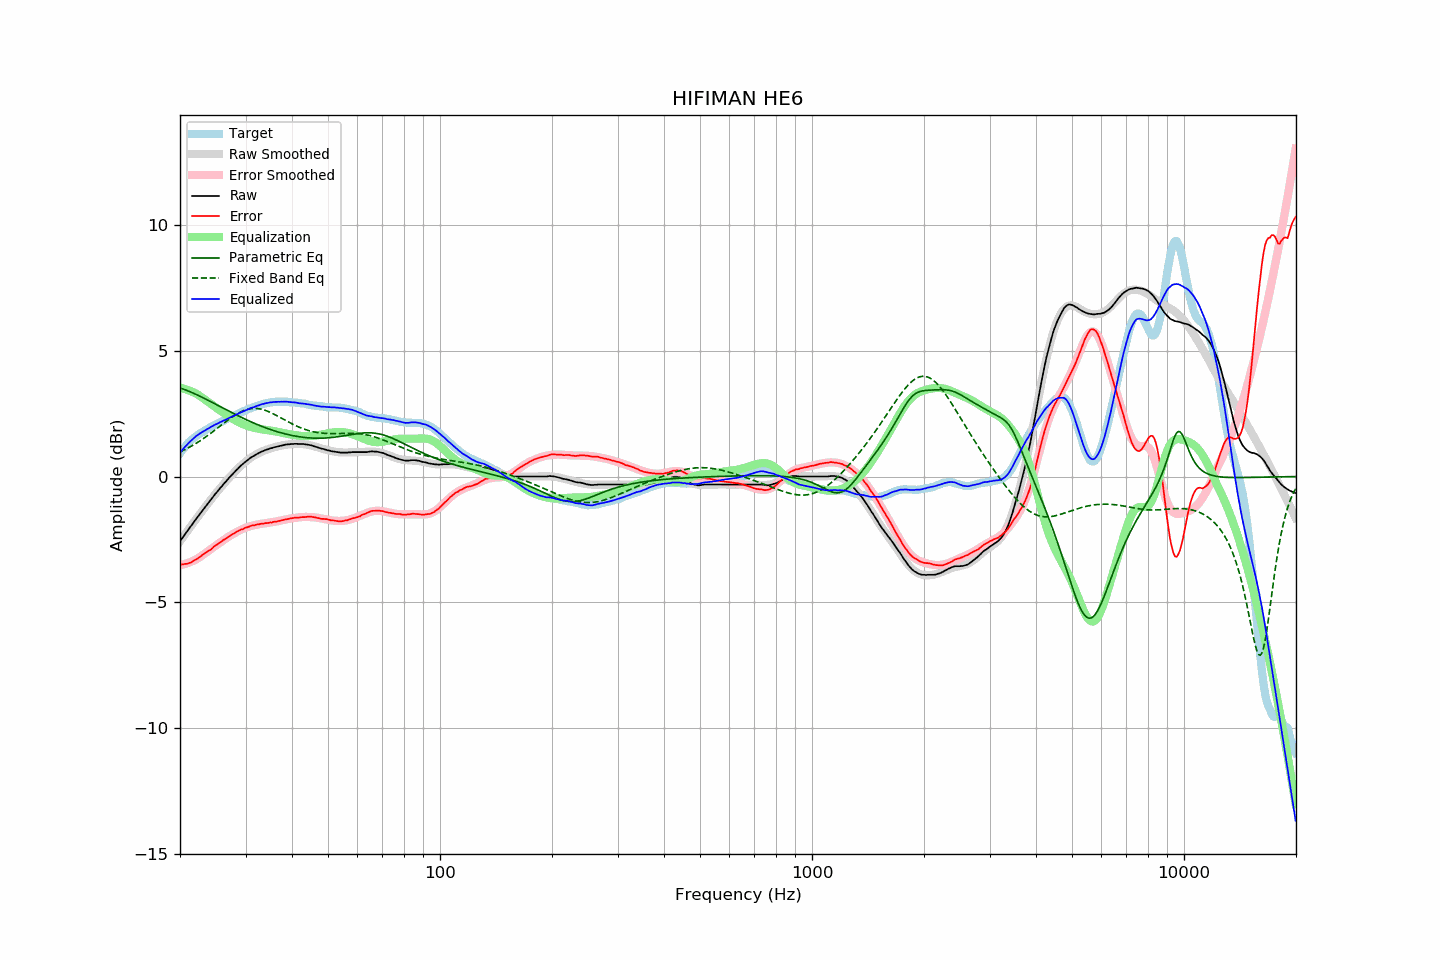 HIFIMAN HE6
Target
Raw Smoothed
Error Smoothed
Raw
Error
Equalization
Parametric Eq
Fixed Band Eq
Equalized
10
5
0
−5
−10
−15
Amplitude (dBr)
100
1000
10000
Frequency (Hz)